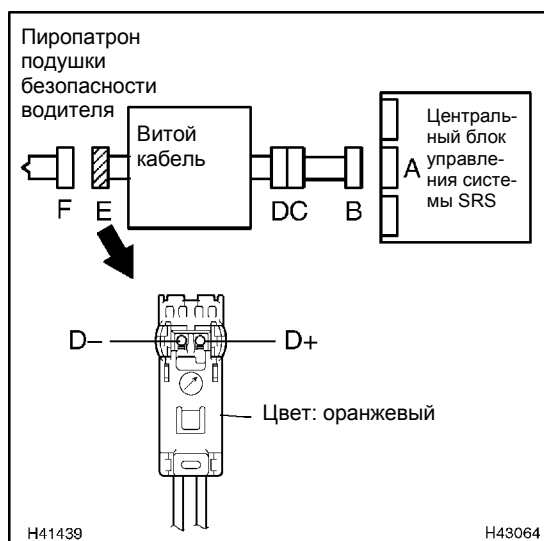 Пиропатрон
подушки
безопасности
водителя
Витой
кабель
Централь-
ный блок
управле-
ния систе-
мы SRS
F E DC B A
D– D+
Цвет: оранжевый
H41439 H43064